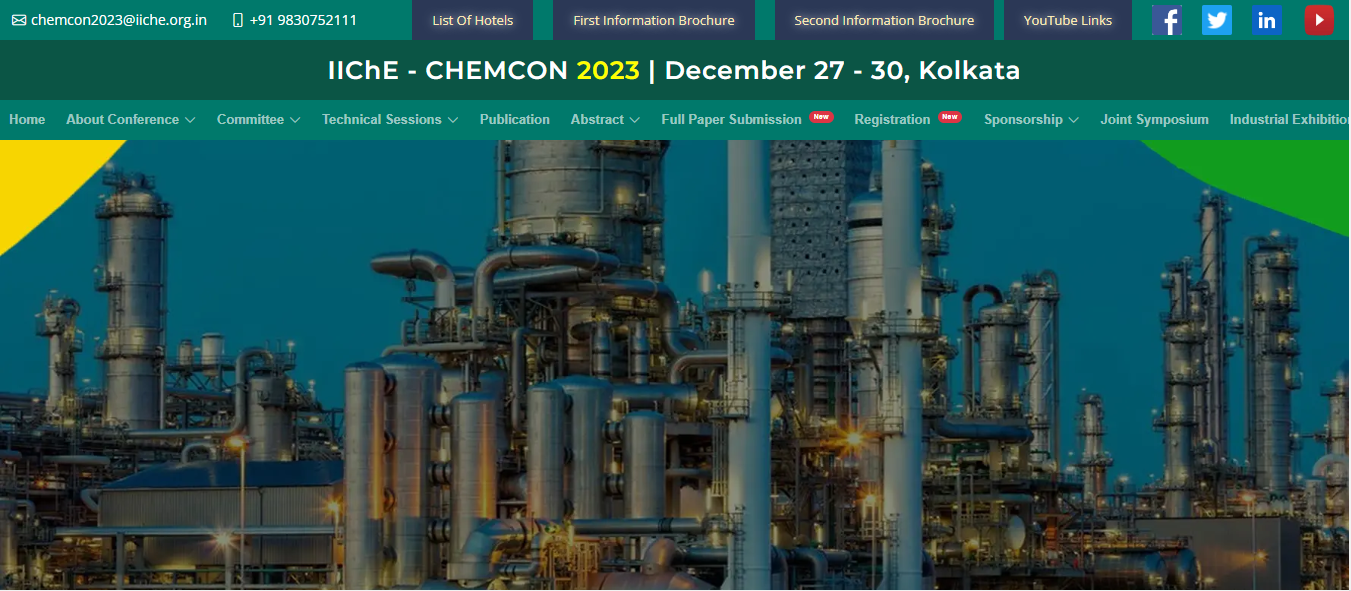 chemcon2023@iiche.org.in +91 9830752111 List Of Hotels First Information Brochure Second Information Brochure YouTube Links
IIChE - CHEMCON 2023 | December 27 - 30, Kolkata
Home About Conference Committee Technical Sessions Publication Abstract Full Paper Submission New Registration New Sponsorship Joint Symposium Industrial Exhibition